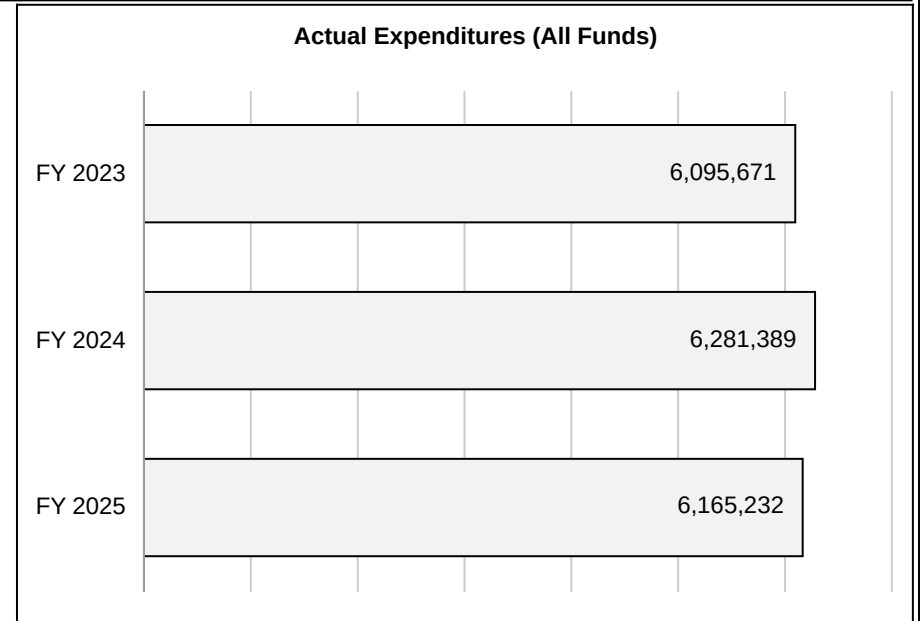 Actual Expenditures (All Funds)
FY 2023
6,095,671
FY 2024
6,281,389
FY 2025
6,165,232